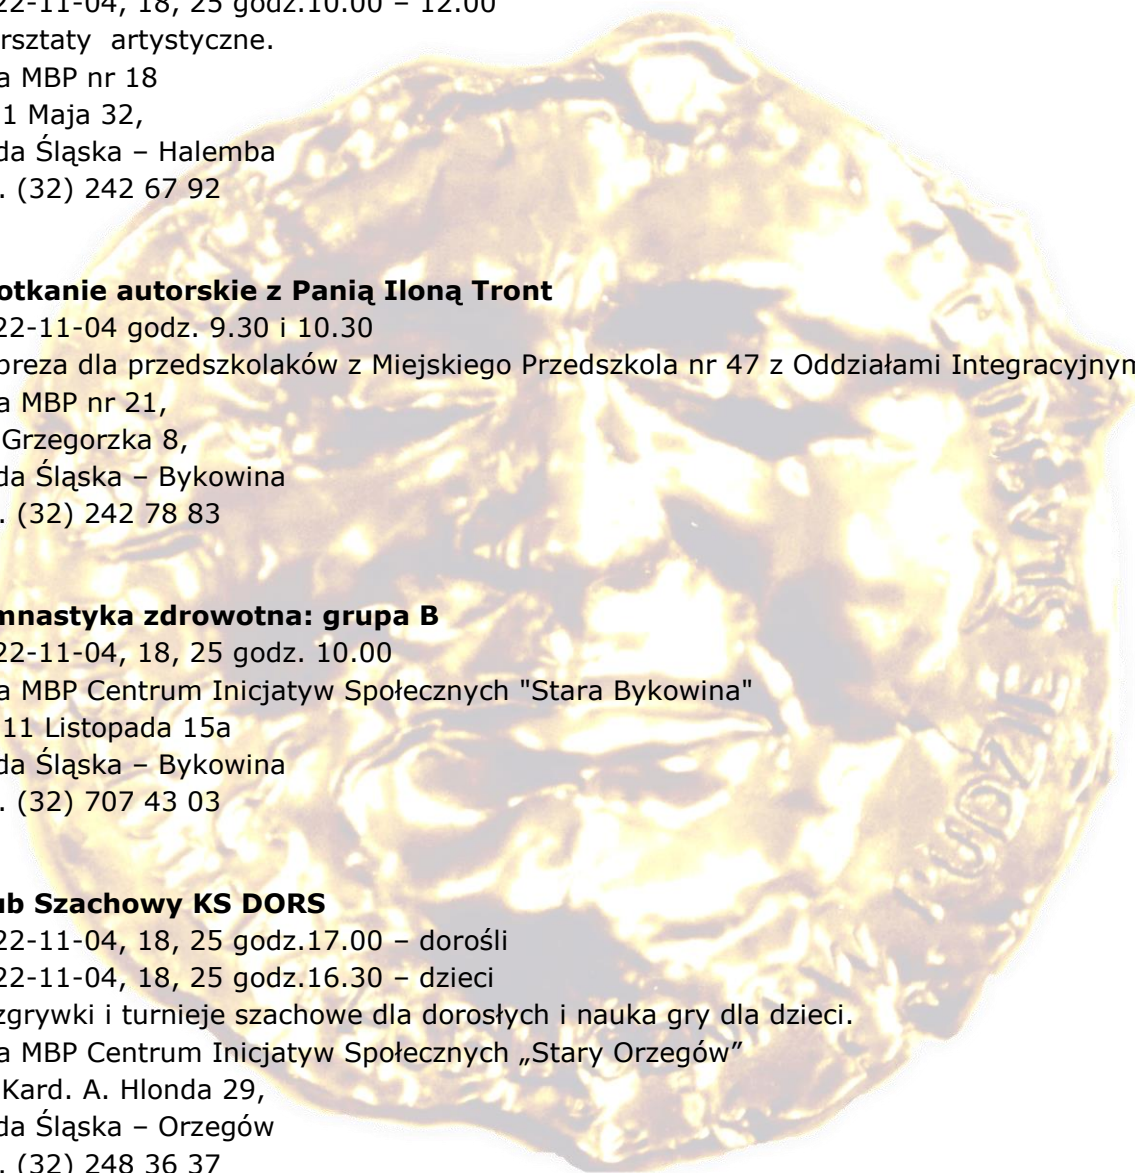 22-11-04, 18, 25 godz.10.00 – 12.00
rsztaty artystyczne.
a MBP nr 18
1 Maja 32,
da Śląska – Halemba
. (32) 242 67 92
otkanie autorskie z Panią Iloną Tront
22-11-04 godz. 9.30 i 10.30
preza dla przedszkolaków z Miejskiego Przedszkola nr 47 z Oddziałami Integracyjnym
a MBP nr 21,
Grzegorzka 8,
da Śląska – Bykowina
. (32) 242 78 83
mnastyka zdrowotna: grupa B
22-11-04, 18, 25 godz. 10.00
a MBP Centrum Inicjatyw Społecznych "Stara Bykowina"
11 Listopada 15a
da Śląska – Bykowina
. (32) 707 43 03
ub Szachowy KS DORS
22-11-04, 18, 25 godz.17.00 – dorośli
22-11-04, 18, 25 godz.16.30 – dzieci
zgrywki i turnieje szachowe dla dorosłych i nauka gry dla dzieci.
a MBP Centrum Inicjatyw Społecznych „Stary Orzegów”
Kard. A. Hlonda 29,
da Śląska – Orzegów
. (32) 248 36 37